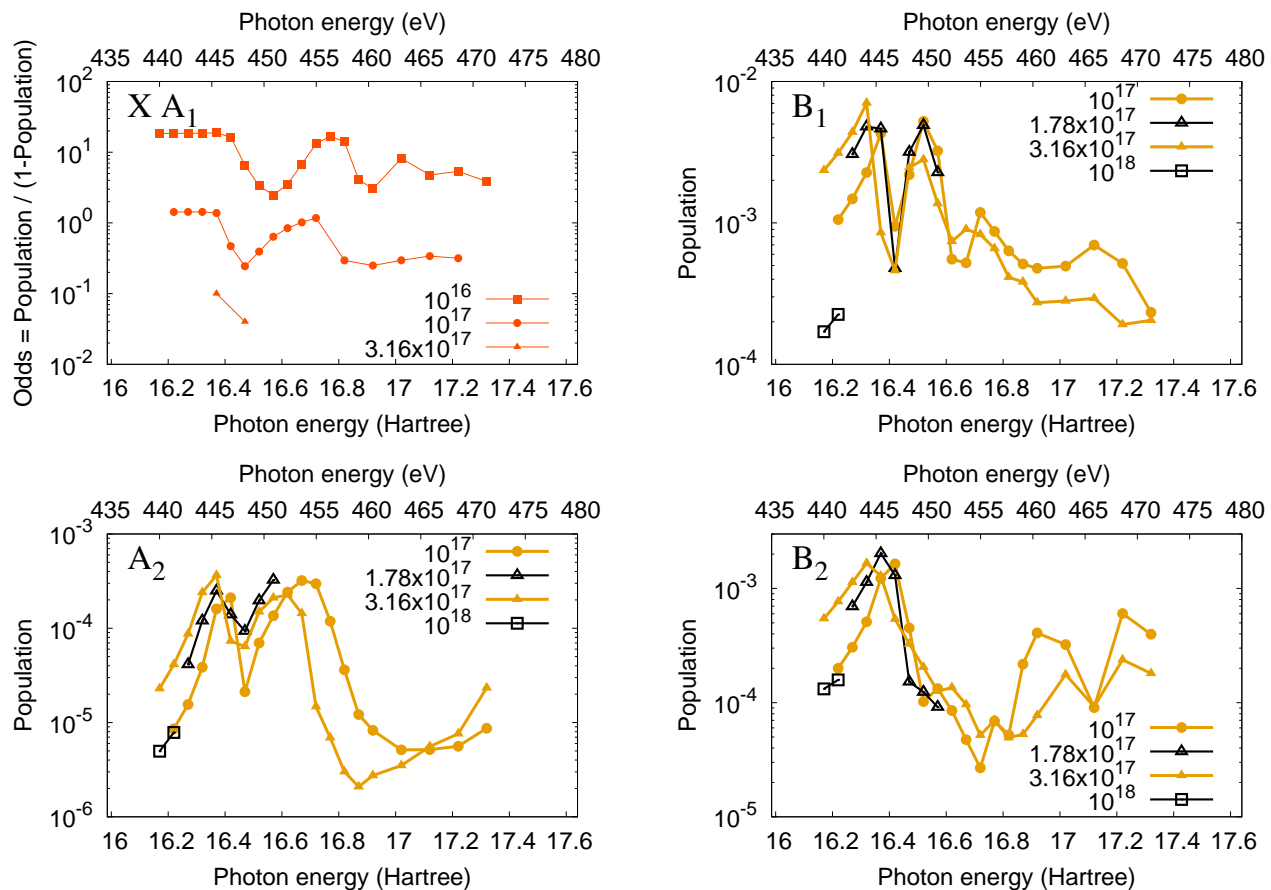 Photon energy (eV)
435 440 445 450 455 460 465 470 475 480
Odds = Population / (1-Population)
10^2
10^1
10^0
10^-1
10^-2
X A_1
10^16
10^17
3.16x10^17
16 16.2 16.4 16.6 16.8 17 17.2 17.4 17.6
Photon energy (Hartree)
Photon energy (eV)
435 440 445 450 455 460 465 470 475 480
Population
10^-2
10^-3
10^-4
B_1
10^17
1.78x10^17
3.16x10^17
10^18
16 16.2 16.4 16.6 16.8 17 17.2 17.4 17.6
Photon energy (Hartree)
Photon energy (eV)
435 440 445 450 455 460 465 470 475 480
Population
10^-3
10^-4
10^-5
10^-6
A_2
10^17
1.78x10^17
3.16x10^17
10^18
16 16.2 16.4 16.6 16.8 17 17.2 17.4 17.6
Photon energy (Hartree)
Photon energy (eV)
435 440 445 450 455 460 465 470 475 480
Population
10^-3
10^-4
10^-5
B_2
10^17
1.78x10^17
3.16x10^17
10^18
16 16.2 16.4 16.6 16.8 17 17.2 17.4 17.6
Photon energy (Hartree)